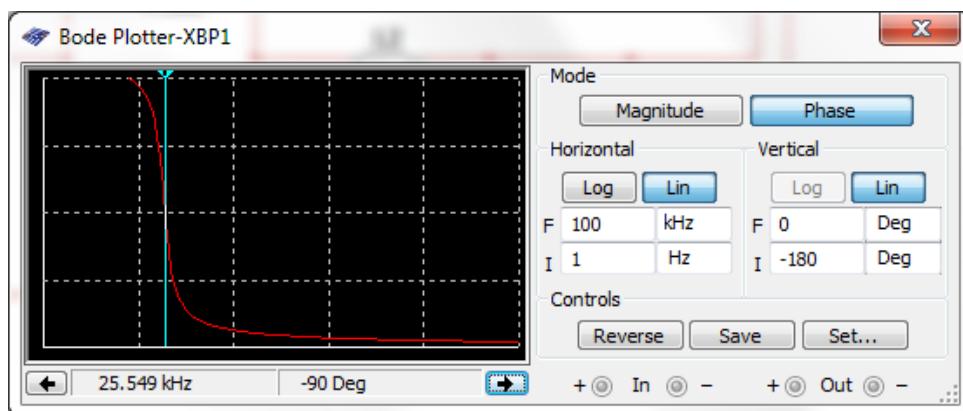 Bode Plotter-XBP1
Mode
Magnitude Phase
Horizontal Vertical
Log Lin Log Lin
F 100 kHz F 0 Deg
I 1 Hz I -180 Deg
Controls
Reverse Save Set...
25.549 kHz -90 Deg + In - + Out -